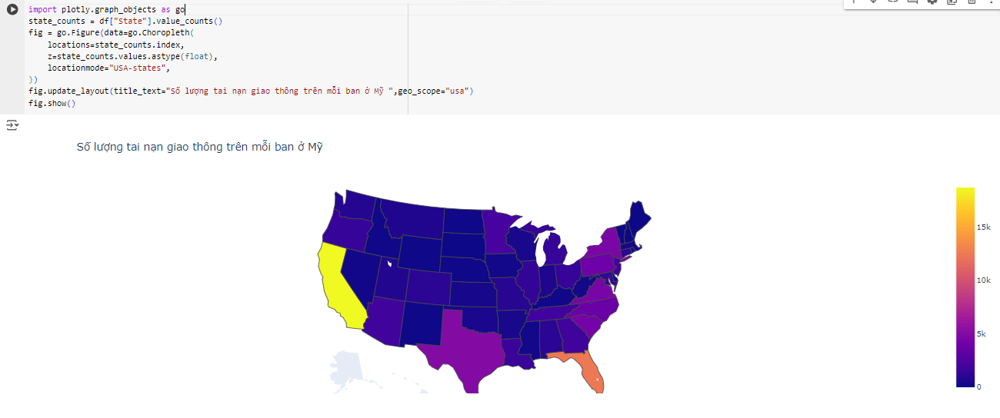 import plotly.graph_objects as go
state_counts = df["State"].value_counts()
fig = go.Figure(data=go.Choropleth(
    locations=state_counts.index,
    z=state_counts.values.astype(float),
    locationmode="USA-states",
))
fig.update_layout(title_text="Số lượng tai nạn giao thông trên mỗi ban ở Mỹ ",geo_scope="usa")
fig.show()
Số lượng tai nạn giao thông trên mỗi ban ở Mỹ
15k
10k
5k
0